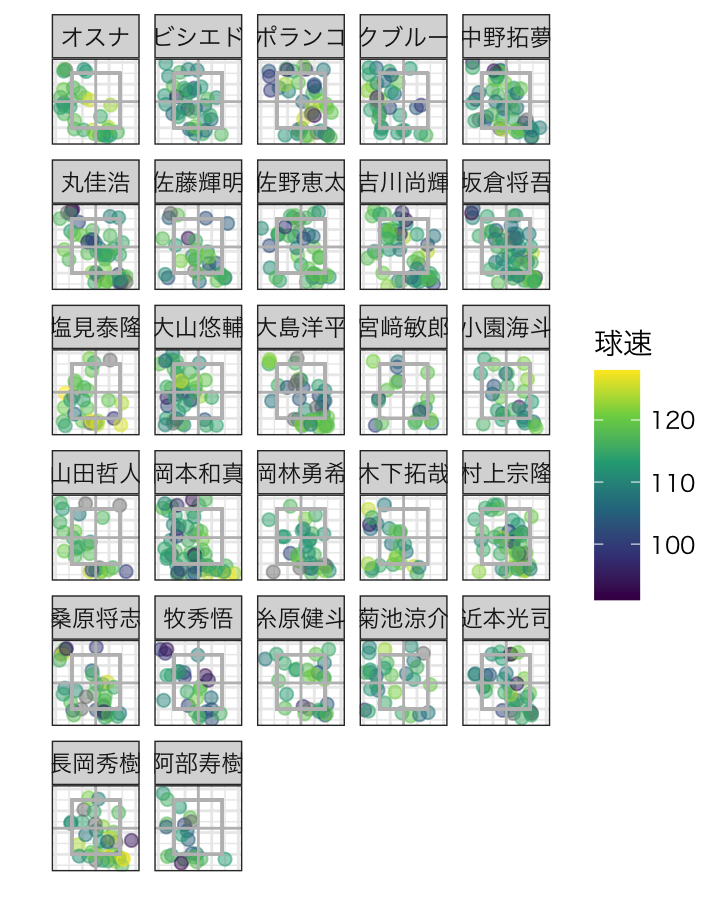 オスナ
ビシエド
ポランコ
クブルー
中野拓夢
丸佳浩
佐藤輝明
佐野恵太
吉川尚輝
坂倉将吾
塩見泰隆
大山悠輔
大島洋平
宮﨑敏郎
小園海斗
球速
120
110
100
山田哲人
岡本和真
岡林勇希
木下拓哉
村上宗隆
桑原将志
牧秀悟
糸原健斗
菊池涼介
近本光司
長岡秀樹
阿部寿樹